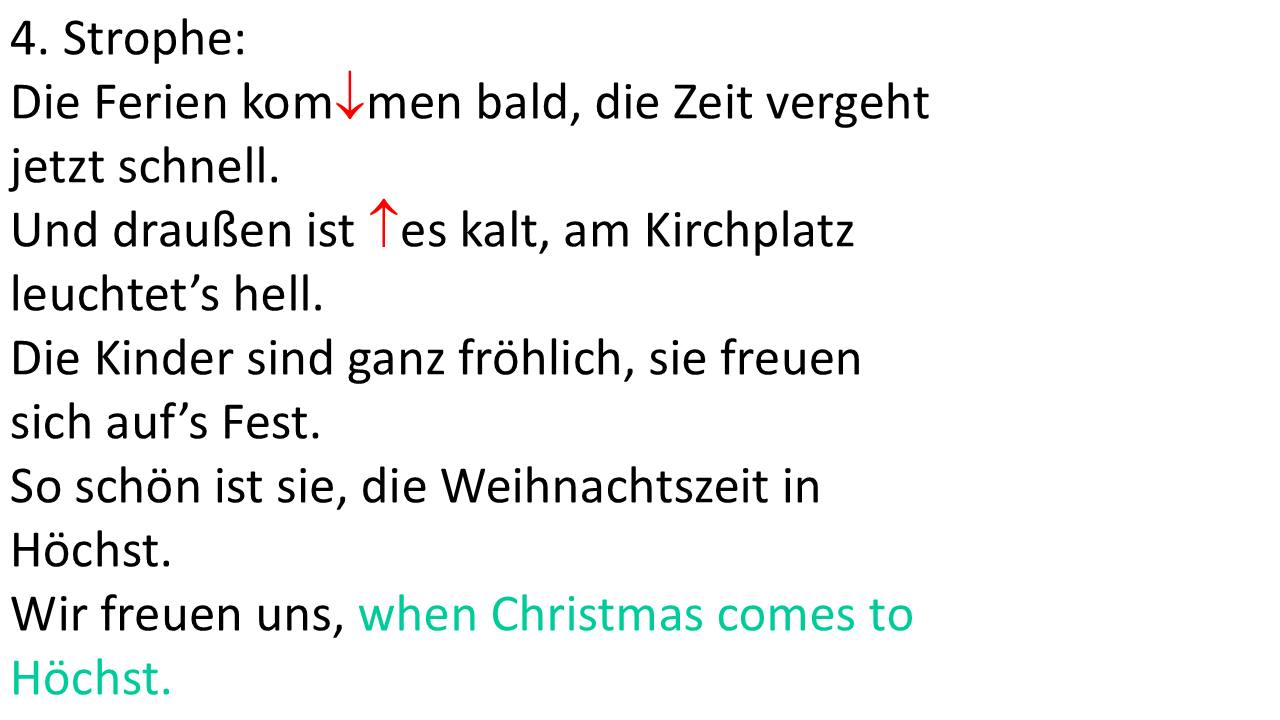 4. Strophe:
Die Ferien kom↓men bald, die Zeit vergeht
jetzt schnell.
Und draußen ist ↑es kalt, am Kirchplatz
leuchtet’s hell.
Die Kinder sind ganz fröhlich, sie freuen
sich auf’s Fest.
So schön ist sie, die Weihnachtszeit in
Höchst.
Wir freuen uns, when Christmas comes to
Höchst.